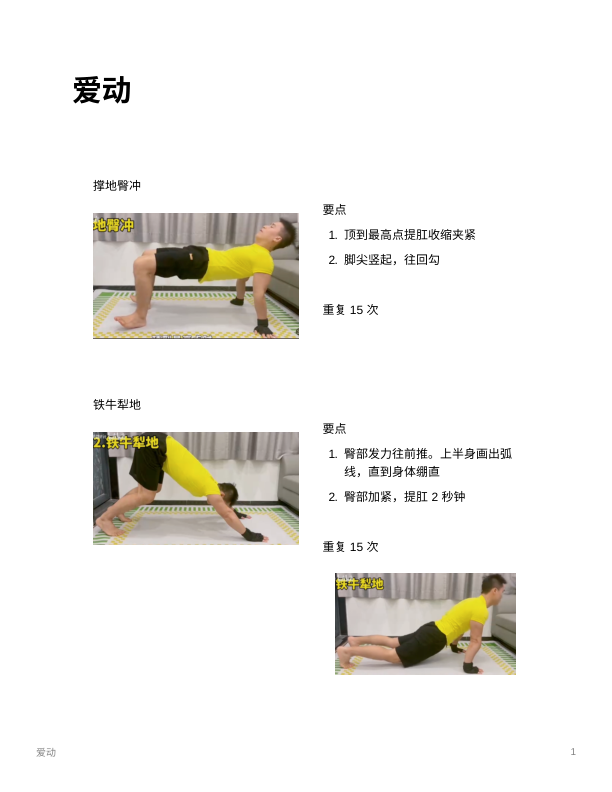 爱动
撑地臀冲
地臀冲
要点
1. 顶到最高点提肛收缩夹紧
2. 脚尖竖起，往回勾
重复 15 次
铁牛犁地
2.铁牛犁地
要点
1. 臀部发力往前推。上半身画出弧
线，直到身体绷直
2. 臀部加紧，提肛 2 秒钟
重复 15 次
铁牛犁地
爱动
1